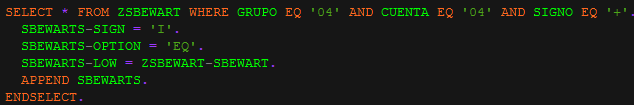 SELECT * FROM ZSBEWART WHERE GRUPO EQ '04' AND CUENTA EQ '04' AND SIGNO EQ '+'.
  SBEWARTS-SIGN = 'I'.
  SBEWARTS-OPTION = 'EQ'.
  SBEWARTS-LOW = ZSBEWART-SBEWART.
  APPEND SBEWARTS.
ENDSELECT.